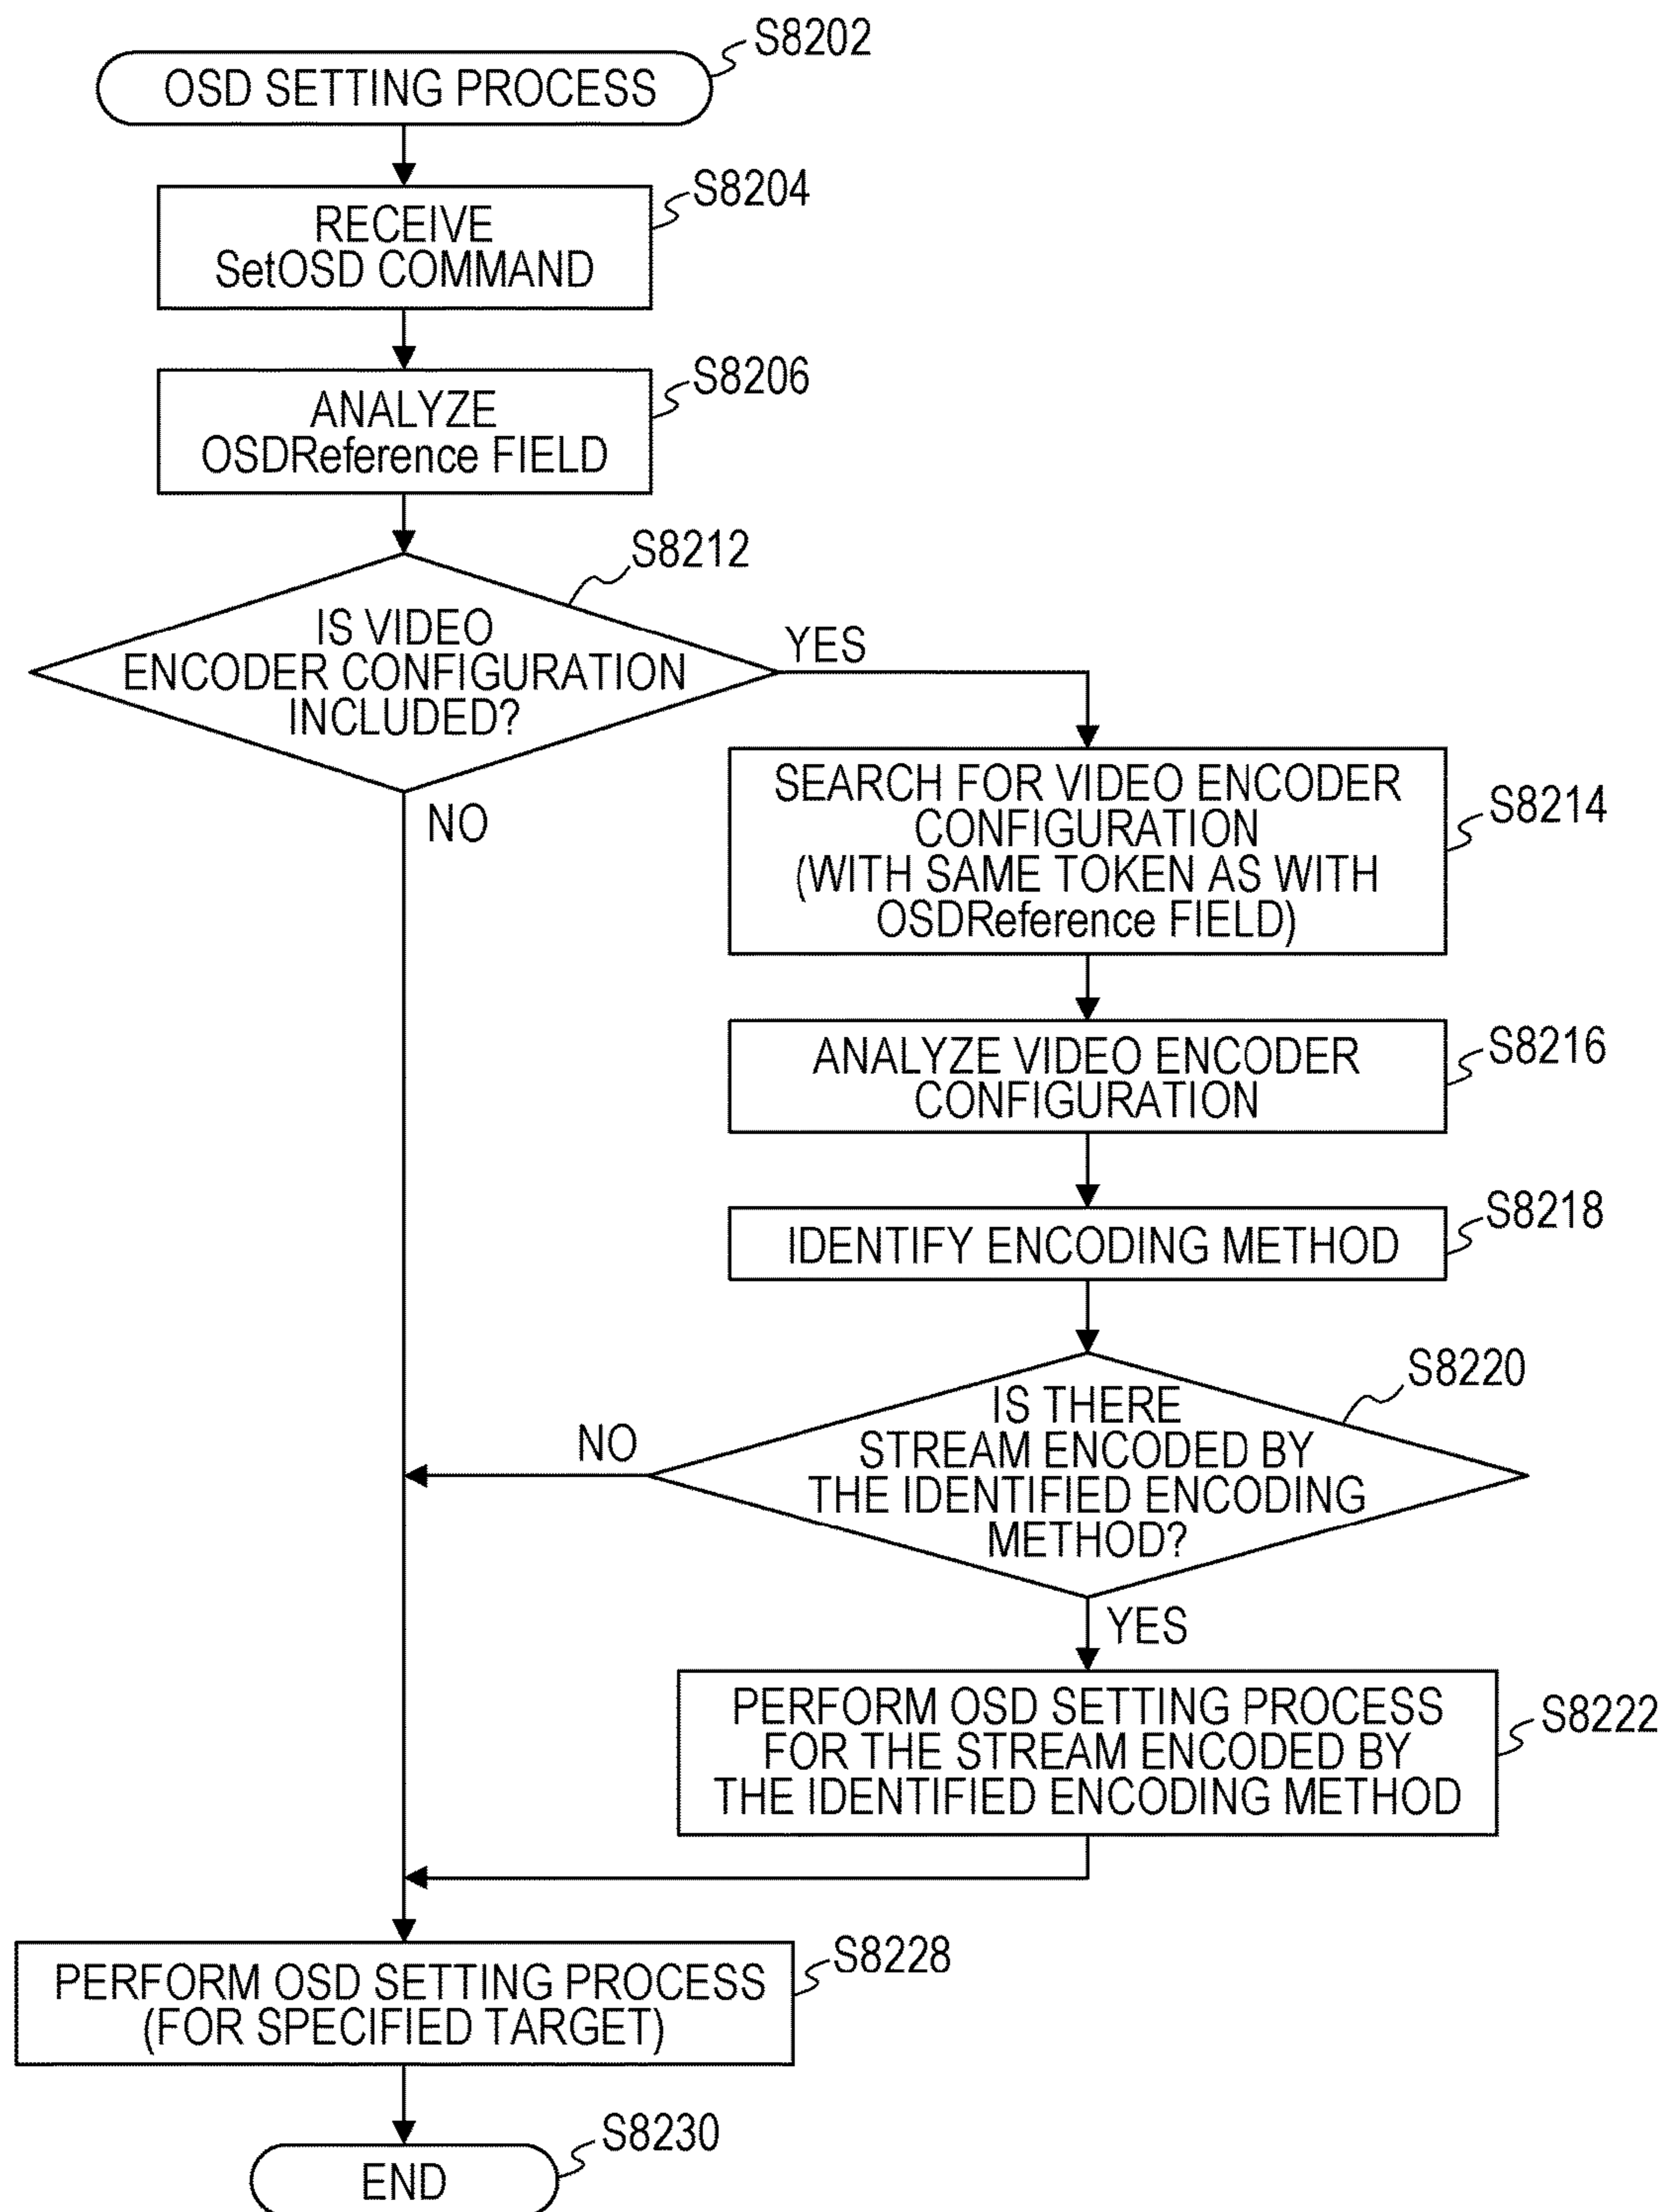 S8202
OSD SETTING PROCESS
S8204
RECEIVE
SetOSD COMMAND
S8206
ANALYZE
OSDReference FIELD
S8212
IS VIDEO
ENCODER CONFIGURATION
INCLUDED?
YES
NO
SEARCH FOR VIDEO ENCODER
CONFIGURATION
(WITH SAME TOKEN AS WITH
OSDReference FIELD)
S8214
ANALYZE VIDEO ENCODER
CONFIGURATION
S8216
IDENTIFY ENCODING METHOD
S8218
S8220
IS THERE
STREAM ENCODED BY
THE IDENTIFIED ENCODING
METHOD?
NO
YES
PERFORM OSD SETTING PROCESS
FOR THE STREAM ENCODED BY
THE IDENTIFIED ENCODING METHOD
S8222
PERFORM OSD SETTING PROCESS
(FOR SPECIFIED TARGET)
S8228
S8230
END